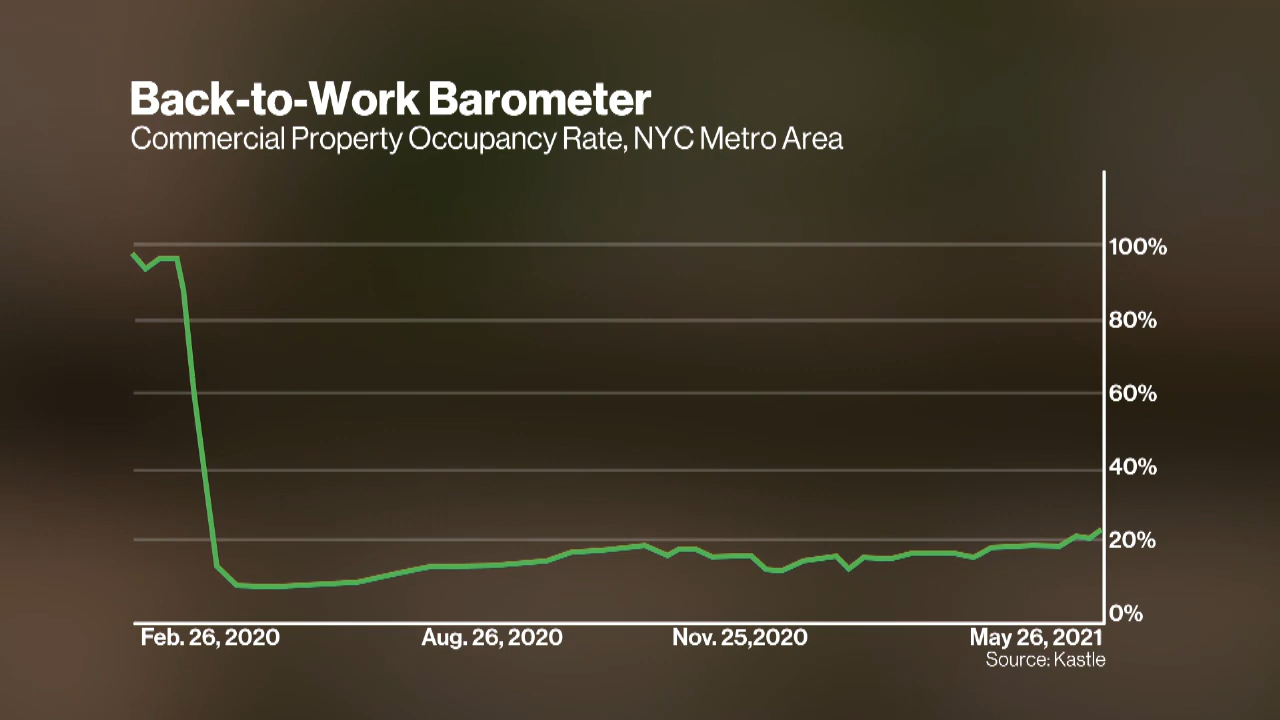 Back-to-Work Barometer
Commercial Property Occupancy Rate, NYC Metro Area
100%
80%
60%
40%
20%
0%
Feb. 26, 2020
Aug. 26, 2020
Nov. 25,2020
May 26, 2021
Source: Kastle